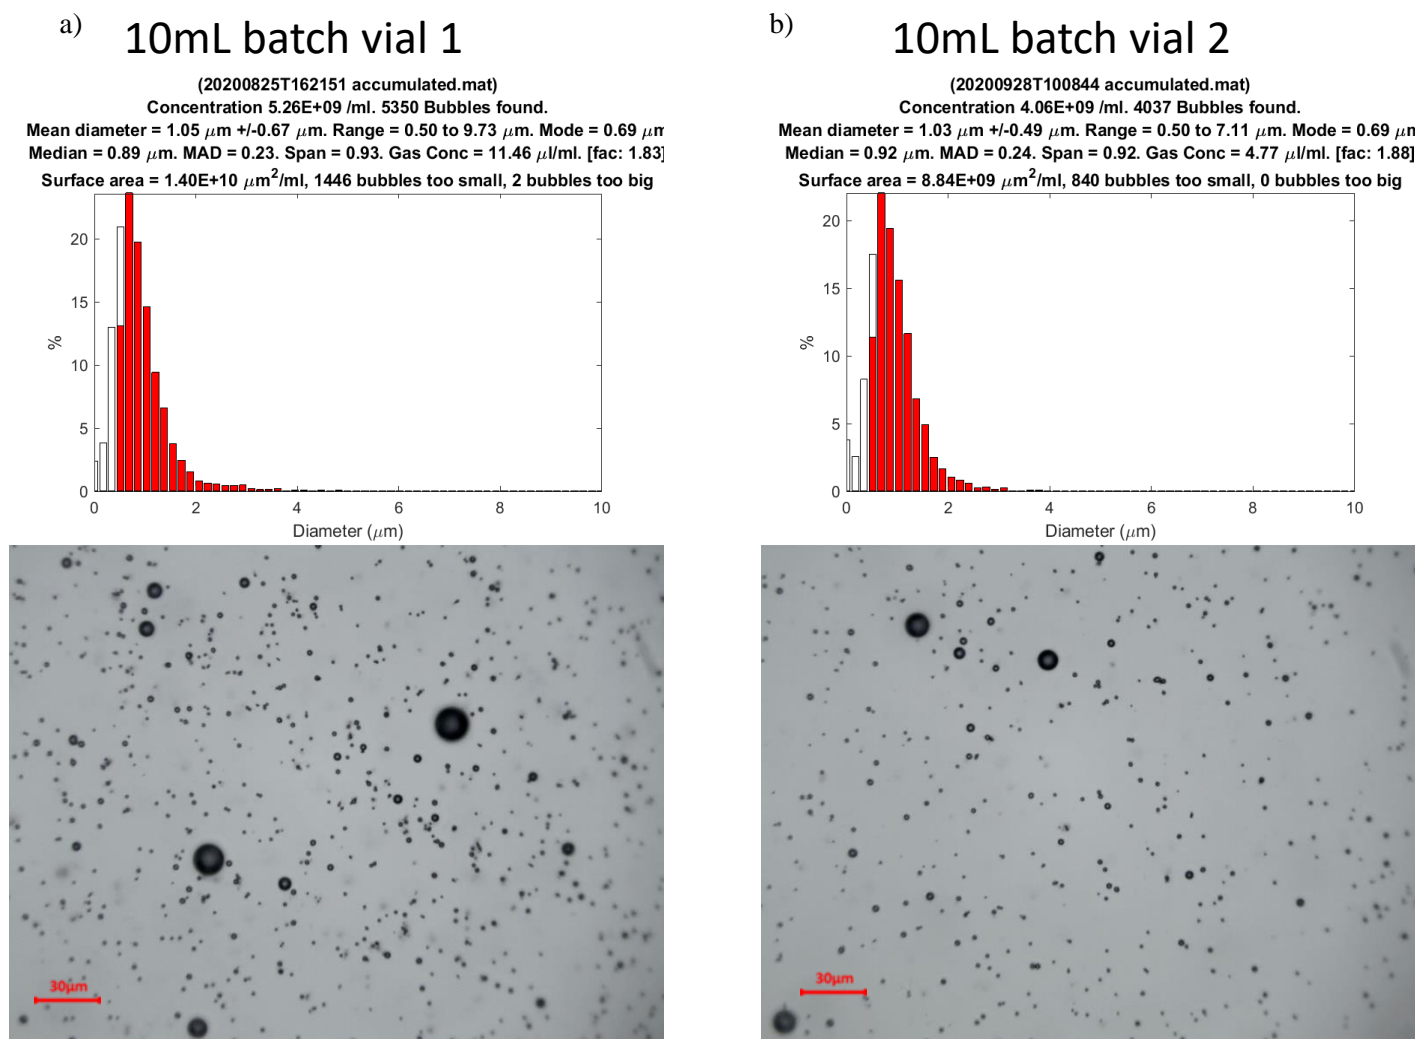 a) 10mL batch vial 1
(20200825T162151 accumulated.mat)
Concentration 5.26E+09 /ml. 5350 Bubbles found.
Mean diameter = 1.05 μm +/-0.67 μm. Range = 0.50 to 9.73 μm. Mode = 0.69 μm
Median = 0.89 μm. MAD = 0.23. Span = 0.93. Gas Conc = 11.46 μl/ml. [fac: 1.83]
Surface area = 1.40E+10 μm²/ml, 1446 bubbles too small, 2 bubbles too big
20
15
10
5
0
%
0 2 4 6 8 10
Diameter (μm)
30μm
b) 10mL batch vial 2
(20200928T100844 accumulated.mat)
Concentration 4.06E+09 /ml. 4037 Bubbles found.
Mean diameter = 1.03 μm +/-0.49 μm. Range = 0.50 to 7.11 μm. Mode = 0.69 μm
Median = 0.92 μm. MAD = 0.24. Span = 0.92. Gas Conc = 4.77 μl/ml. [fac: 1.88]
Surface area = 8.84E+09 μm²/ml, 840 bubbles too small, 0 bubbles too big
20
15
10
5
0
%
0 2 4 6 8 10
Diameter (μm)
30μm